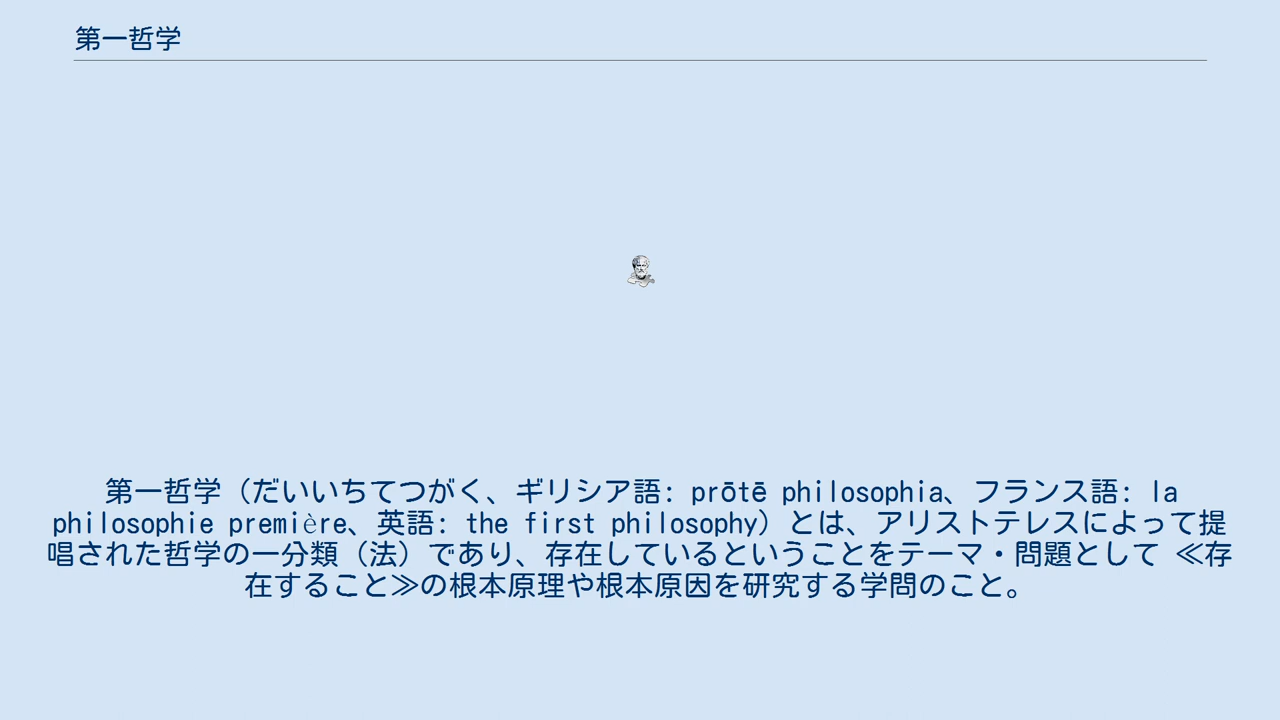 第一哲学
第一哲学（だいいちてつがく、ギリシア語: prōtē philosophia、フランス語: la
philosophie première、英語: the first philosophy）とは、アリストテレスによって提
唱された哲学の一分類（法）であり、存在しているということをテーマ・問題として ≪存
在すること≫の根本原理や根本原因を研究する学問のこと。